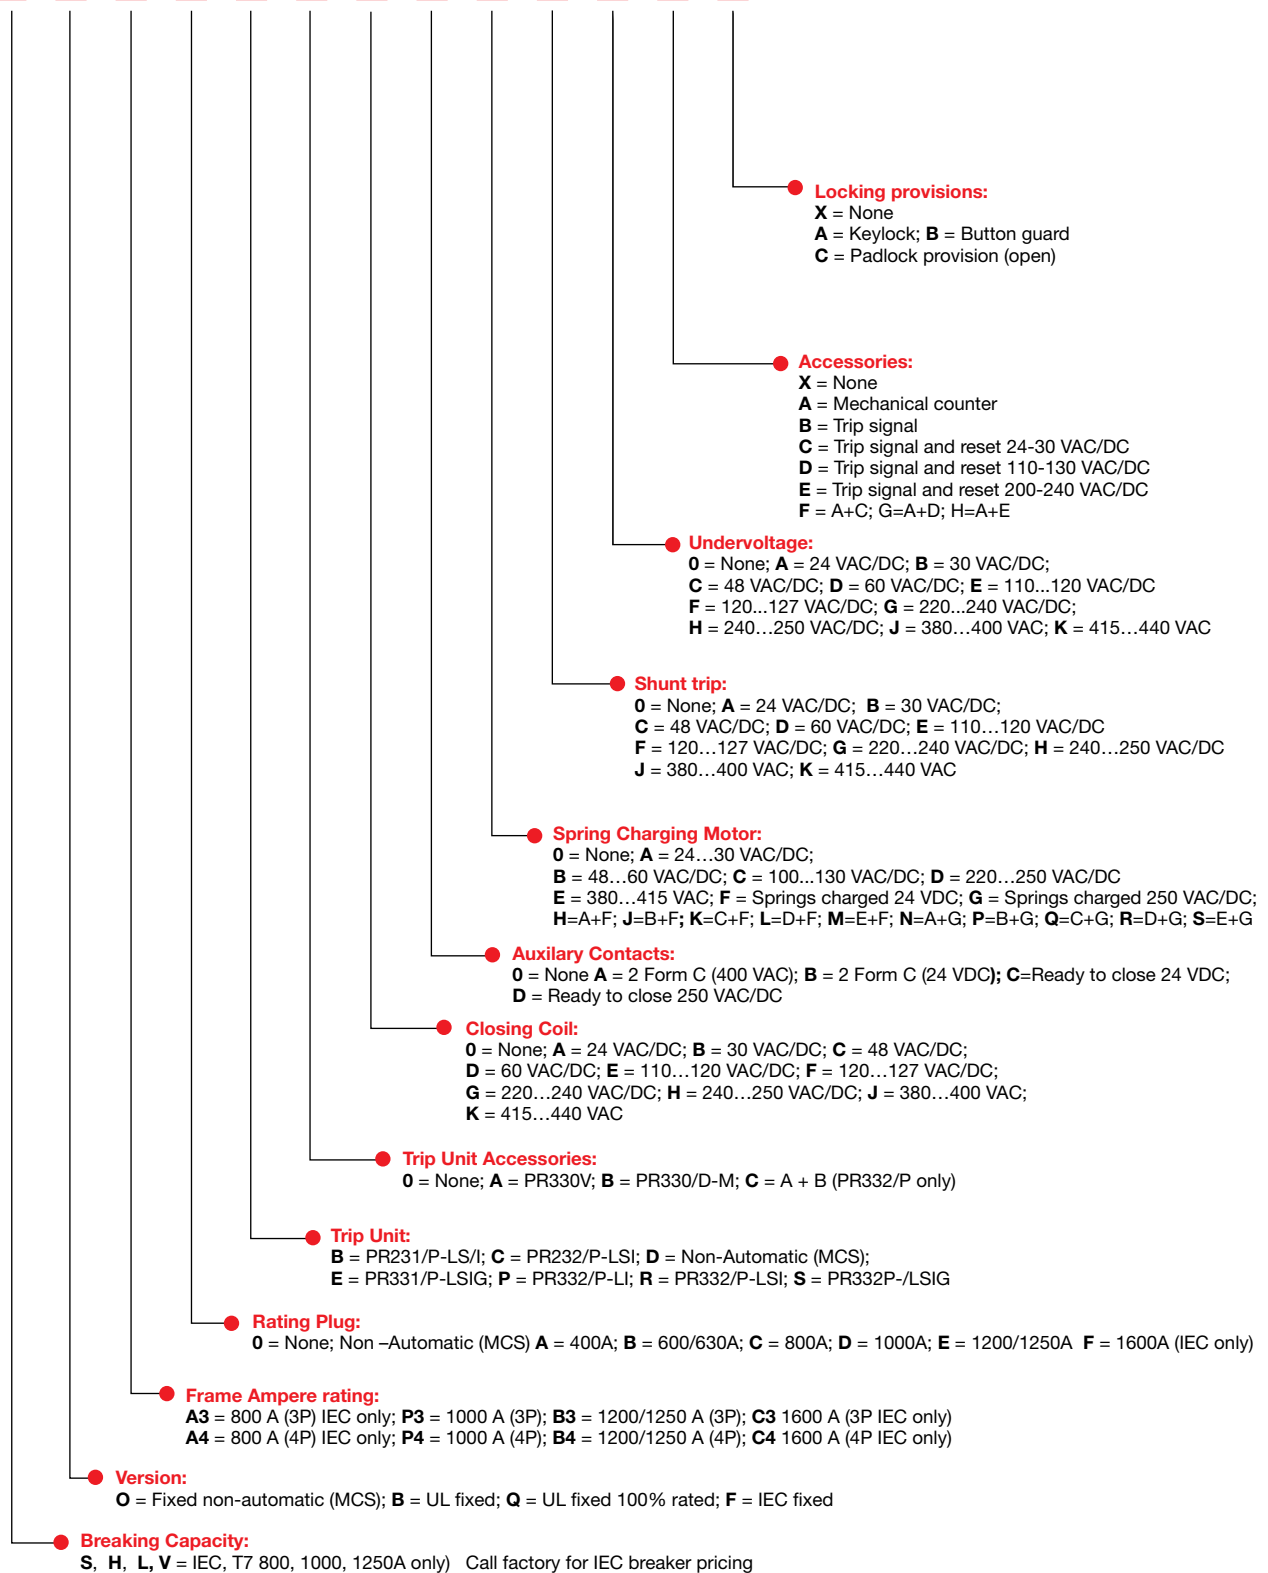 Locking provisions:
X = None
A = Keylock; B = Button guard
C = Padlock provision (open)
Accessories:
X = None
A = Mechanical counter
B = Trip signal
C = Trip signal and reset 24-30 VAC/DC
D = Trip signal and reset 110-130 VAC/DC
E = Trip signal and reset 200-240 VAC/DC
F = A+C; G=A+D; H=A+E
Undervoltage:
0 = None; A = 24 VAC/DC; B = 30 VAC/DC;
C = 48 VAC/DC; D = 60 VAC/DC; E = 110...120 VAC/DC
F = 120...127 VAC/DC; G = 220...240 VAC/DC;
H = 240…250 VAC/DC; J = 380…400 VAC; K = 415…440 VAC
Shunt trip:
0 = None; A = 24 VAC/DC; B = 30 VAC/DC;
C = 48 VAC/DC; D = 60 VAC/DC; E = 110…120 VAC/DC
F = 120…127 VAC/DC; G = 220…240 VAC/DC; H = 240…250 VAC/DC
J = 380…400 VAC; K = 415…440 VAC
Spring Charging Motor:
0 = None; A = 24…30 VAC/DC;
B = 48…60 VAC/DC; C = 100...130 VAC/DC; D = 220…250 VAC/DC
E = 380…415 VAC; F = Springs charged 24 VDC; G = Springs charged 250 VAC/DC;
H=A+F; J=B+F; K=C+F; L=D+F; M=E+F; N=A+G; P=B+G; Q=C+G; R=D+G; S=E+G
Auxilary Contacts:
0 = None A = 2 Form C (400 VAC); B = 2 Form C (24 VDC); C=Ready to close 24 VDC;
D = Ready to close 250 VAC/DC
Closing Coil:
0 = None; A = 24 VAC/DC; B = 30 VAC/DC; C = 48 VAC/DC;
D = 60 VAC/DC; E = 110…120 VAC/DC; F = 120…127 VAC/DC;
G = 220…240 VAC/DC; H = 240…250 VAC/DC; J = 380…400 VAC;
K = 415…440 VAC
Trip Unit Accessories:
0 = None; A = PR330V; B = PR330/D-M; C = A + B (PR332/P only)
Trip Unit:
B = PR231/P-LS/I; C = PR232/P-LSI; D = Non-Automatic (MCS);
E = PR331/P-LSIG; P = PR332/P-LI; R = PR332/P-LSI; S = PR332P-/LSIG
Rating Plug:
0 = None; Non –Automatic (MCS) A = 400A; B = 600/630A; C = 800A; D = 1000A; E = 1200/1250A F = 1600A (IEC only)
Frame Ampere rating:
A3 = 800 A (3P) IEC only; P3 = 1000 A (3P); B3 = 1200/1250 A (3P); C3 1600 A (3P IEC only)
A4 = 800 A (4P) IEC only; P4 = 1000 A (4P); B4 = 1200/1250 A (4P); C4 1600 A (4P IEC only)
Version:
O = Fixed non-automatic (MCS); B = UL fixed; Q = UL fixed 100% rated; F = IEC fixed
Breaking Capacity:
S, H, L, V = IEC, T7 800, 1000, 1250A only) Call factory for IEC breaker pricing